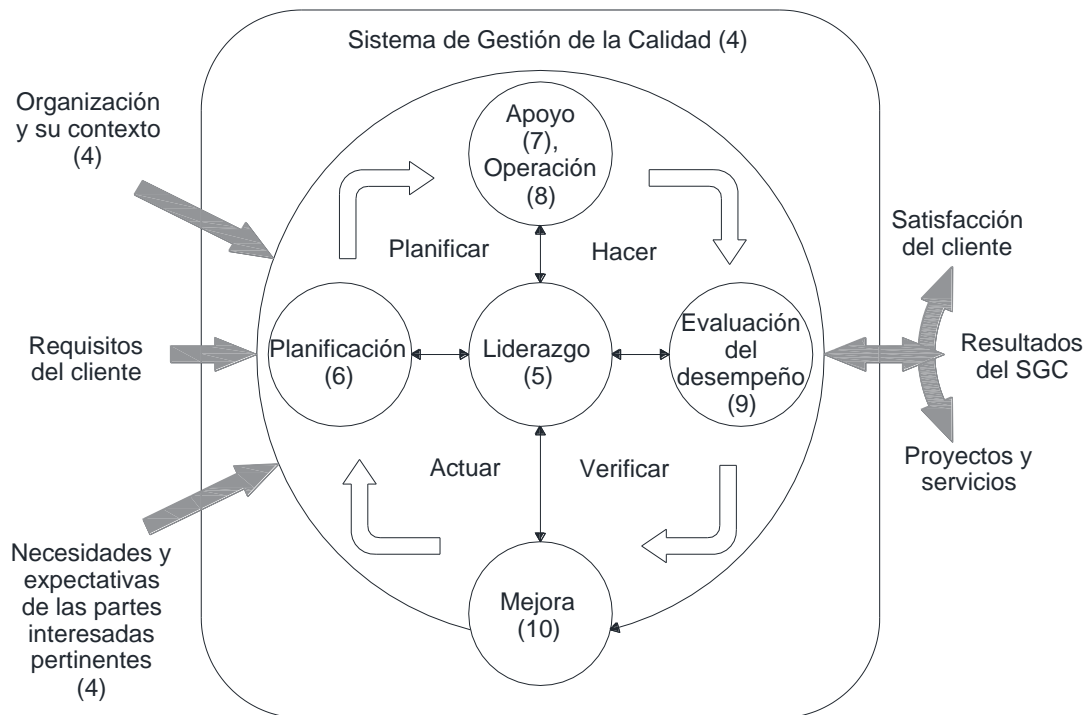 Sistema de Gestión de la Calidad (4)
Organización
y su contexto
(4)
Requisitos
del cliente
Necesidades y
expectativas
de las partes
interesadas
pertinentes
(4)
Apoyo
(7),
Operación
(8)
Planificar
Hacer
Planificación
(6)
Liderazgo
(5)
Evaluación
del
desempeño
(9)
Actuar
Verificar
Mejora
(10)
Satisfacción
del cliente
Resultados
del SGC
Proyectos y
servicios